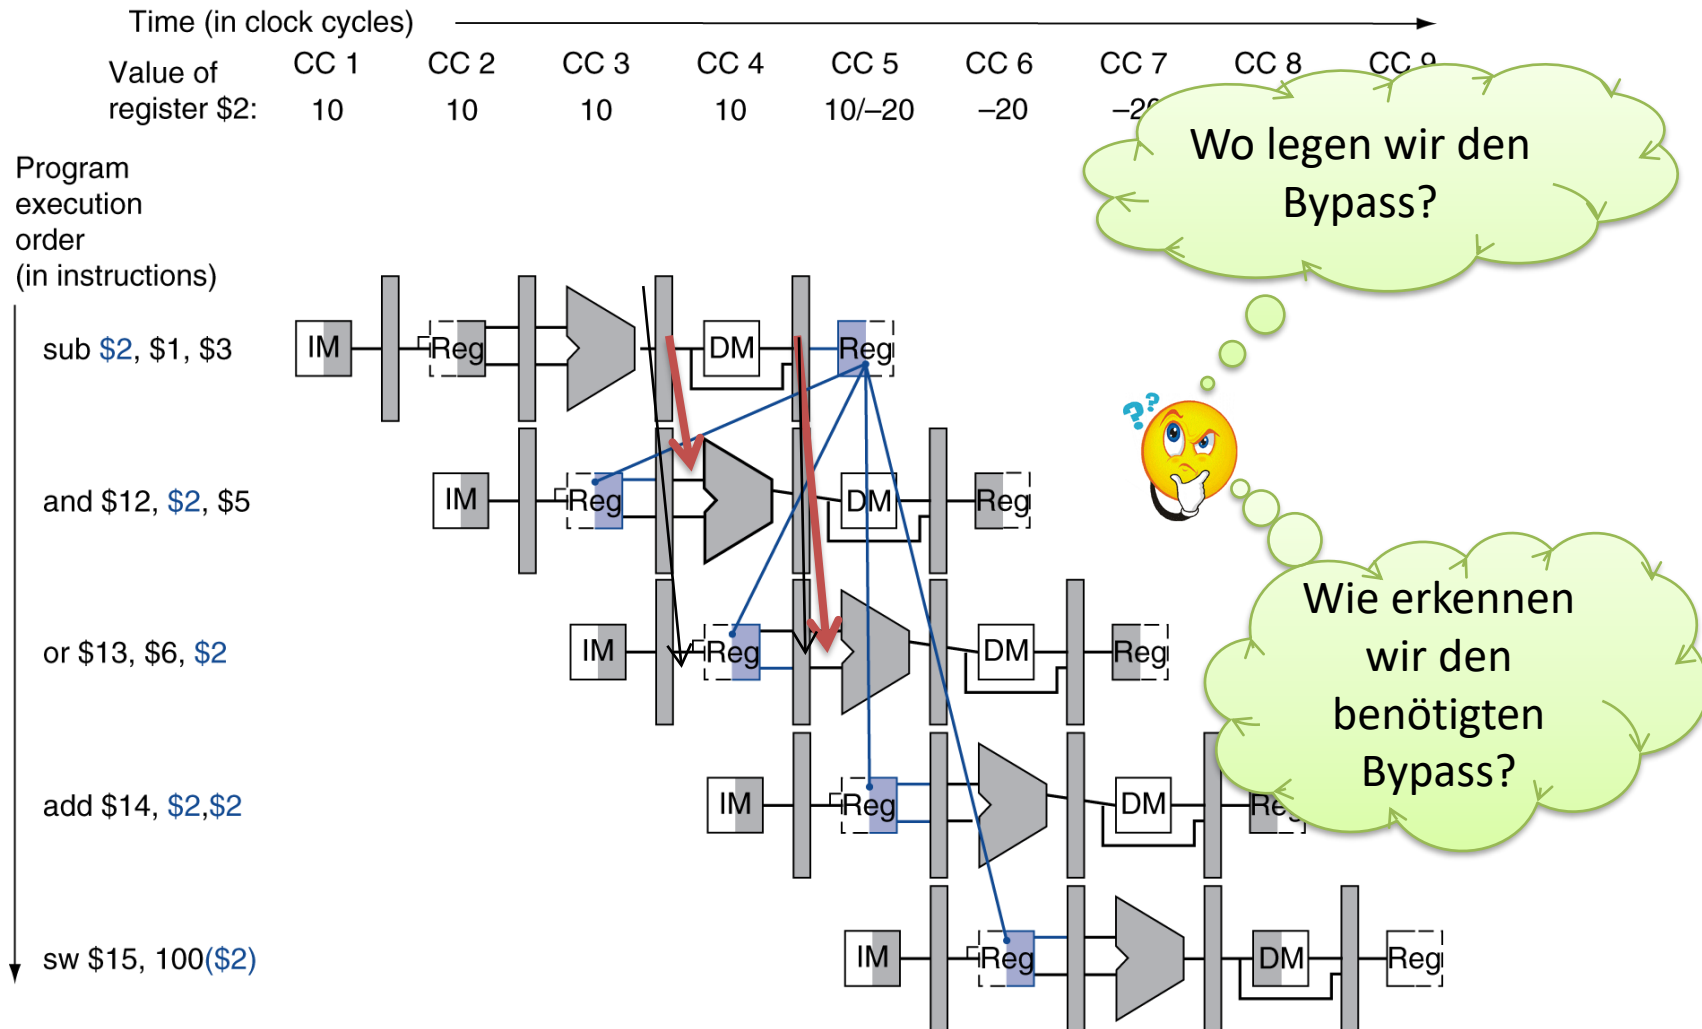 Time (in clock cycles)
Value of register $2:
CC 1 CC 2 CC 3 CC 4 CC 5 CC 6 CC 7 CC 8 CC 9
10 10 10 10 10/–20 –20
Wo legen wir den
Bypass?
Program
execution
order
(in instructions)
sub $2, $1, $3
IM Reg DM Reg
??
and $12, $2, $5
IM Reg DM Reg
Wie erkennen
wir den
benötigten
Bypass?
or $13, $6, $2
IM Reg DM Reg
add $14, $2,$2
IM Reg DM Reg
sw $15, 100($2)
IM Reg DM Reg